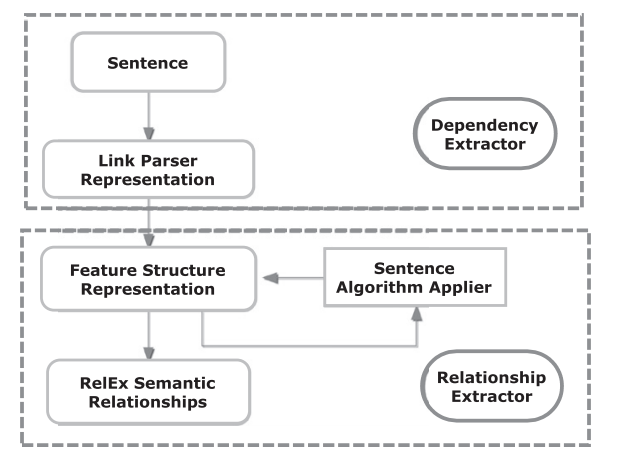 Sentence
Dependency
Extractor
Link Parser
Representation
Feature Structure
Representation
Sentence
Algorithm Applier
RelEx Semantic
Relationships
Relationship
Extractor